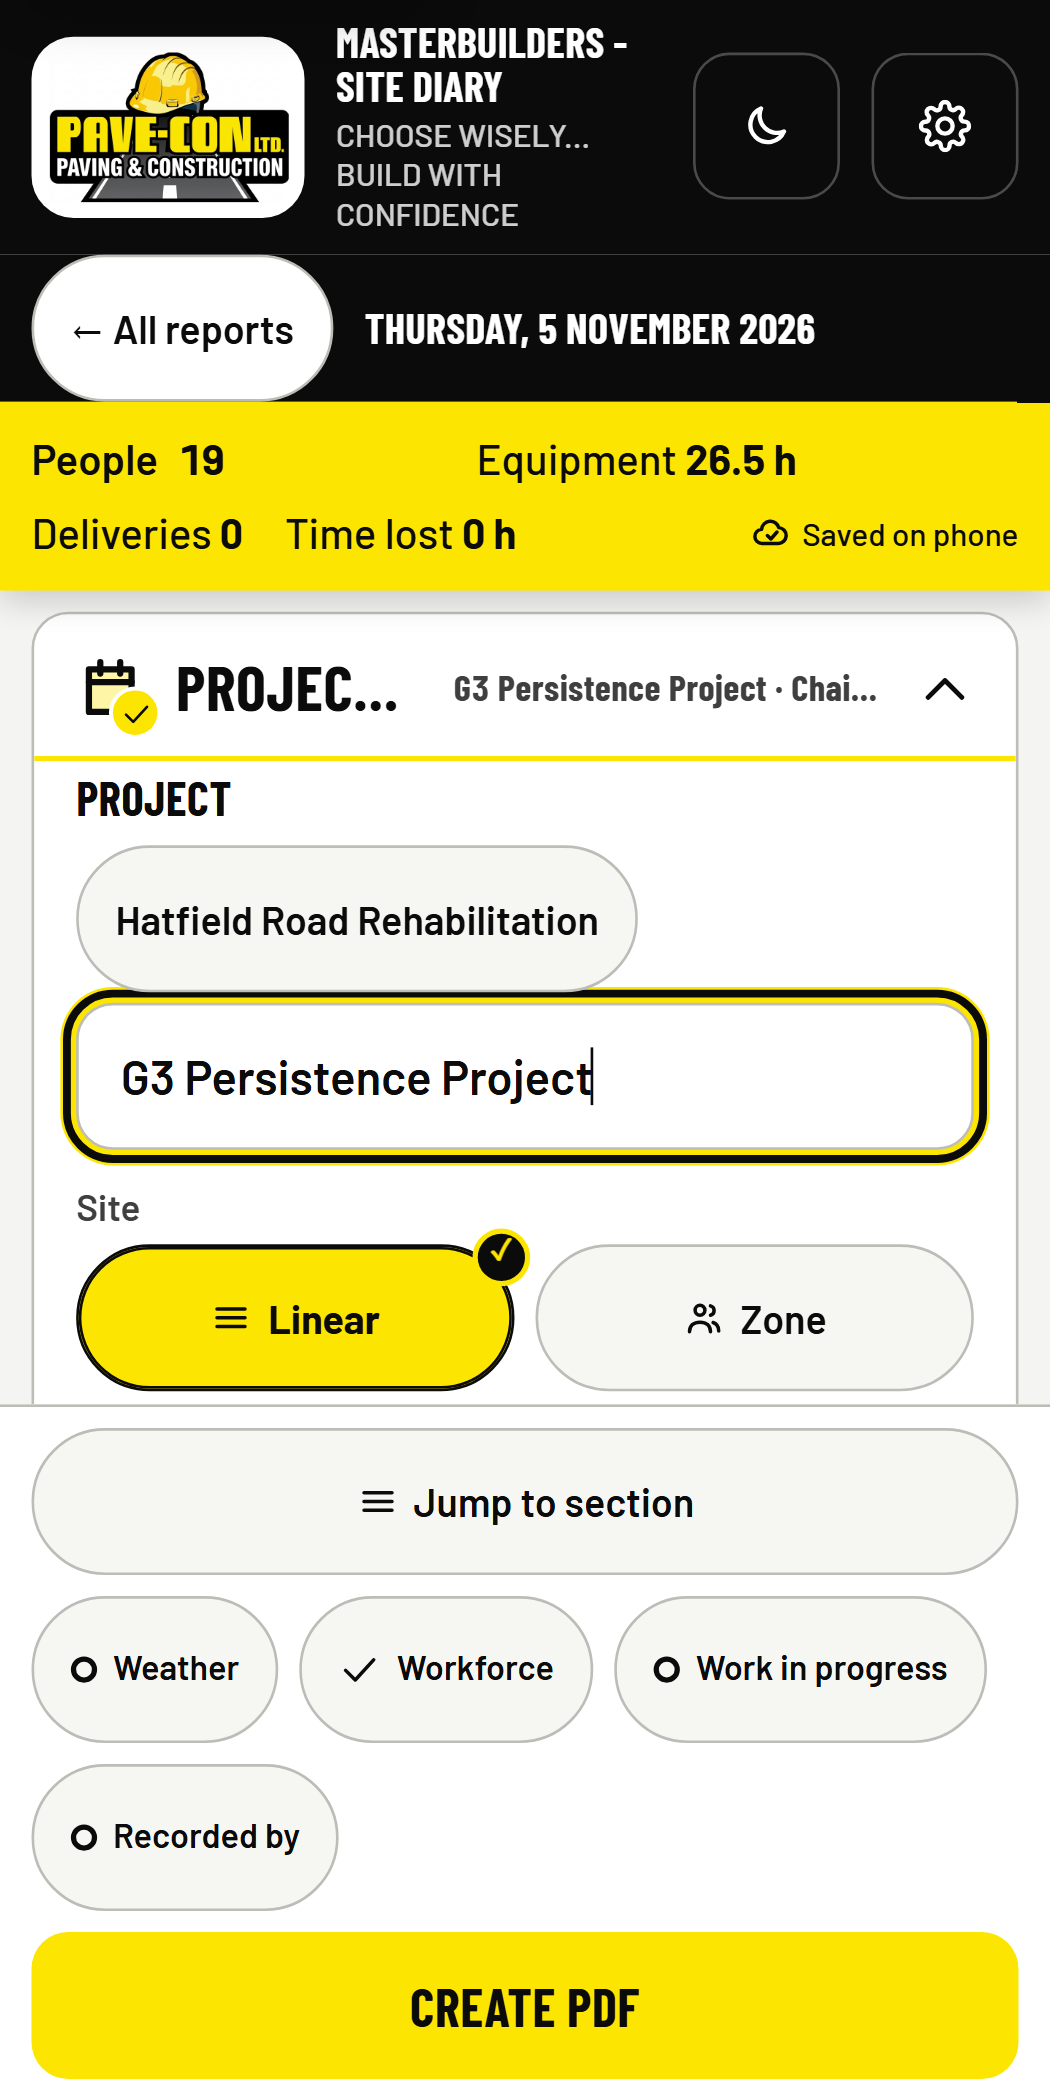 PAVE-CON LTD.
PAVING & CONSTRUCTION
MASTERBUILDERS -
SITE DIARY
CHOOSE WISELY...
BUILD WITH
CONFIDENCE
← All reports
THURSDAY, 5 NOVEMBER 2026
People 19
Equipment 26.5 h
Deliveries 0
Time lost 0 h
Saved on phone
PROJEC...
G3 Persistence Project · Chai...
PROJECT
Hatfield Road Rehabilitation
G3 Persistence Project
Site
Linear
Zone
Jump to section
Weather
Workforce
Work in progress
Recorded by
CREATE PDF